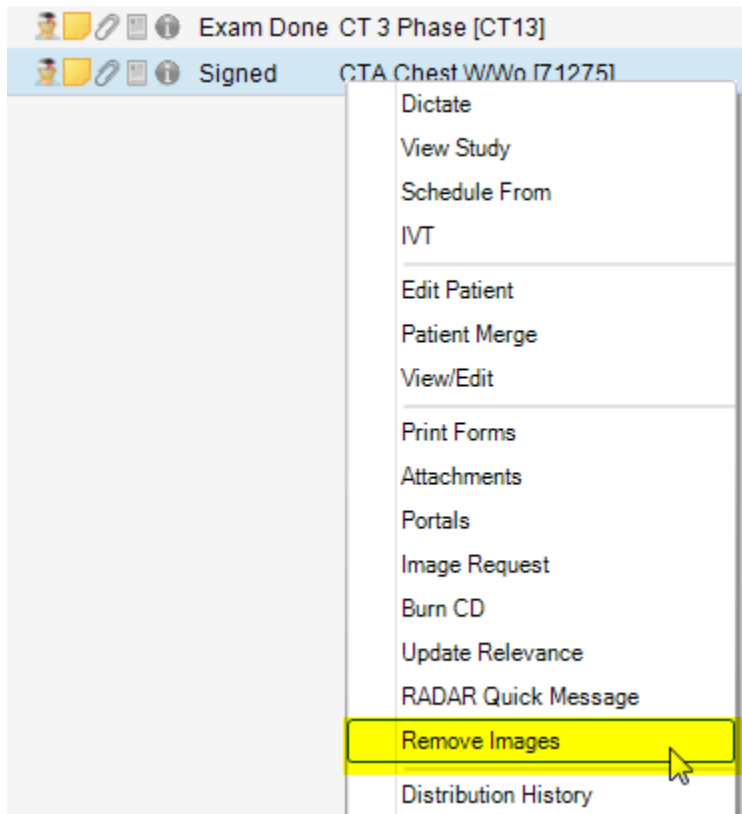 Exam Done CT 3 Phase [CT13]
Signed CTA Chest W/Wo [71275]
Dictate
View Study
Schedule From
IVT
Edit Patient
Patient Merge
View/Edit
Print Forms
Attachments
Portals
Image Request
Burn CD
Update Relevance
RADAR Quick Message
Remove Images
Distribution History